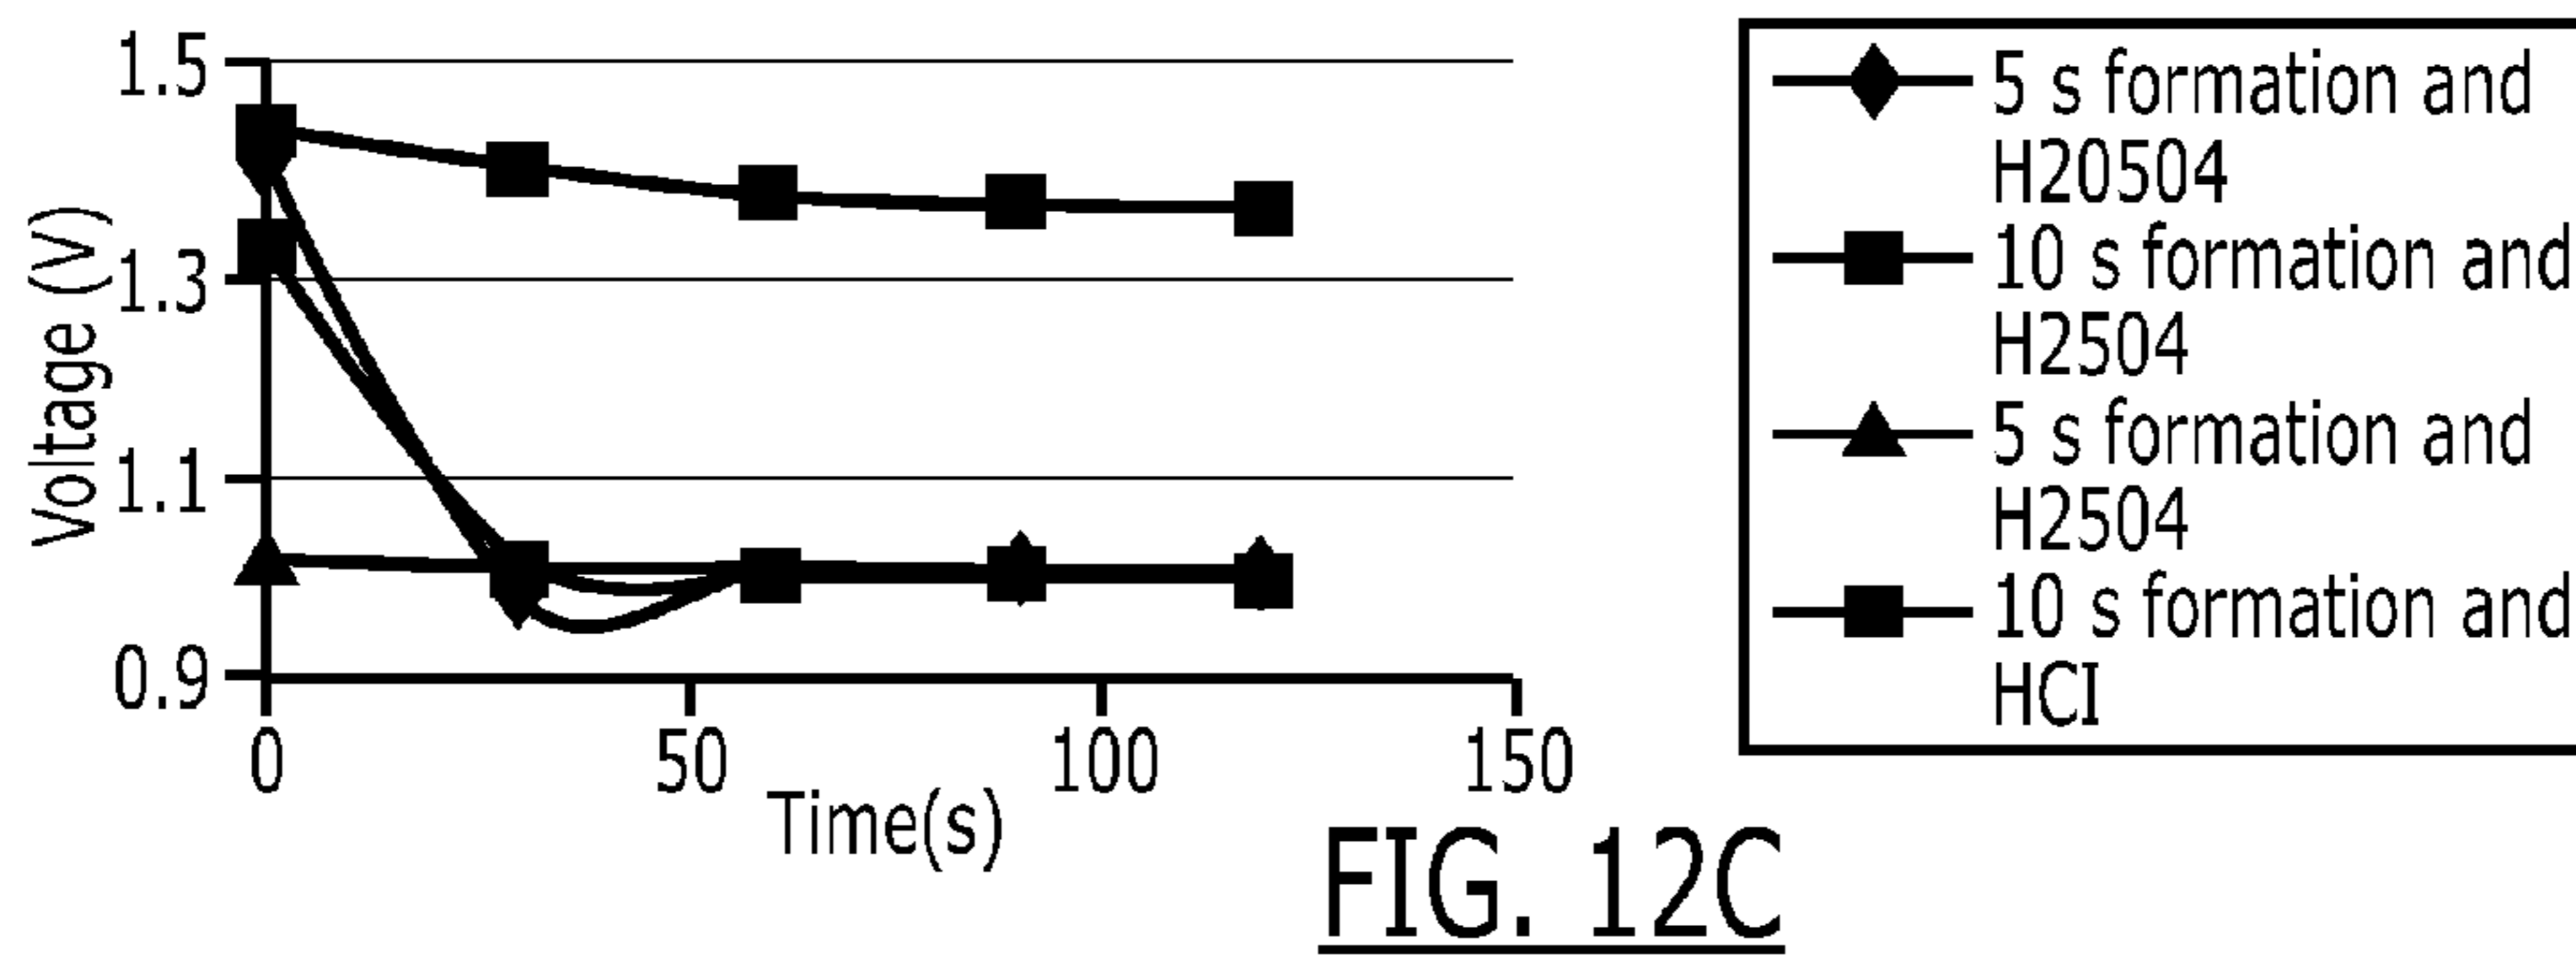 1.5
1.3
1.1
0.9
Voltage (V)
0
50
100
150
Time(s)
5 s formation and
H20504
10 s formation and
H2504
5 s formation and
H2504
10 s formation and
HCI
FIG. 12C